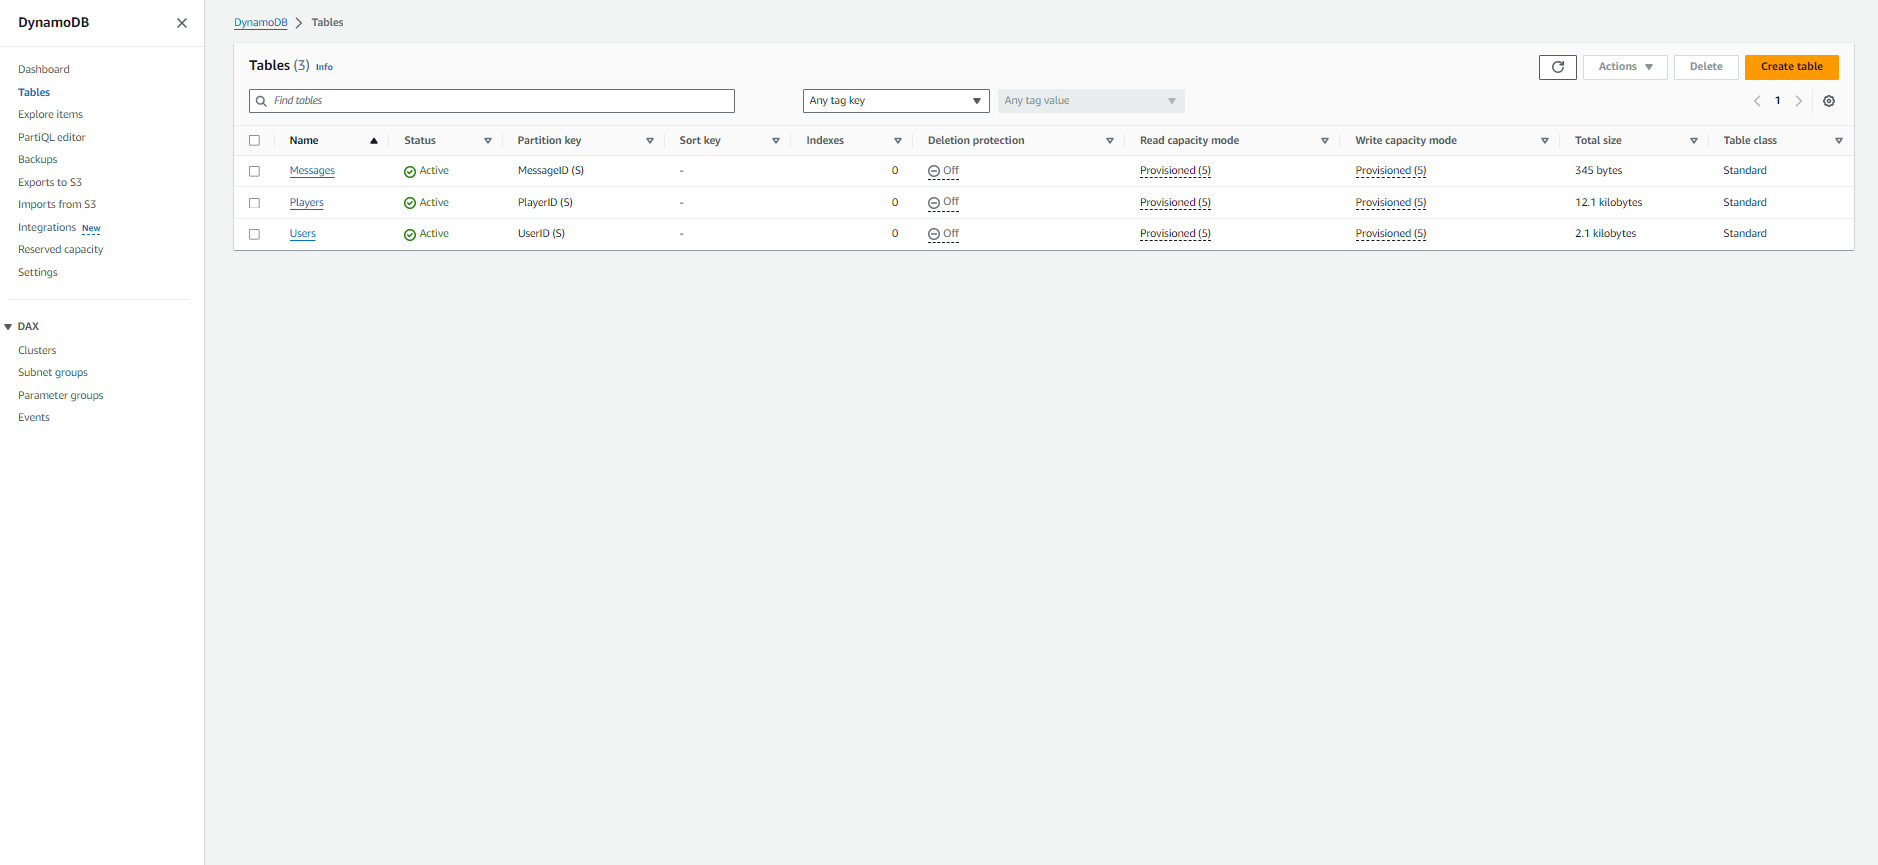 DynamoDB
Dashboard
Tables
Explore items
PartiQL editor
Backups
Exports to S3
Imports from S3
Integrations New
Reserved capacity
Settings
DAX
Clusters
Subnet groups
Parameter groups
Events
DynamoDB Tables
Tables (3) Info
Actions Delete Create table
Find tables Any tag key Any tag value 1
Name Status Partition key Sort key Indexes Deletion protection Read capacity mode Write capacity mode Total size Table class
Messages Active MessageID (S) - 0 Off Provisioned (5) Provisioned (5) 345 bytes Standard
Players Active PlayerID (S) - 0 Off Provisioned (5) Provisioned (5) 12.1 kilobytes Standard
Users Active UserID (S) - 0 Off Provisioned (5) Provisioned (5) 2.1 kilobytes Standard